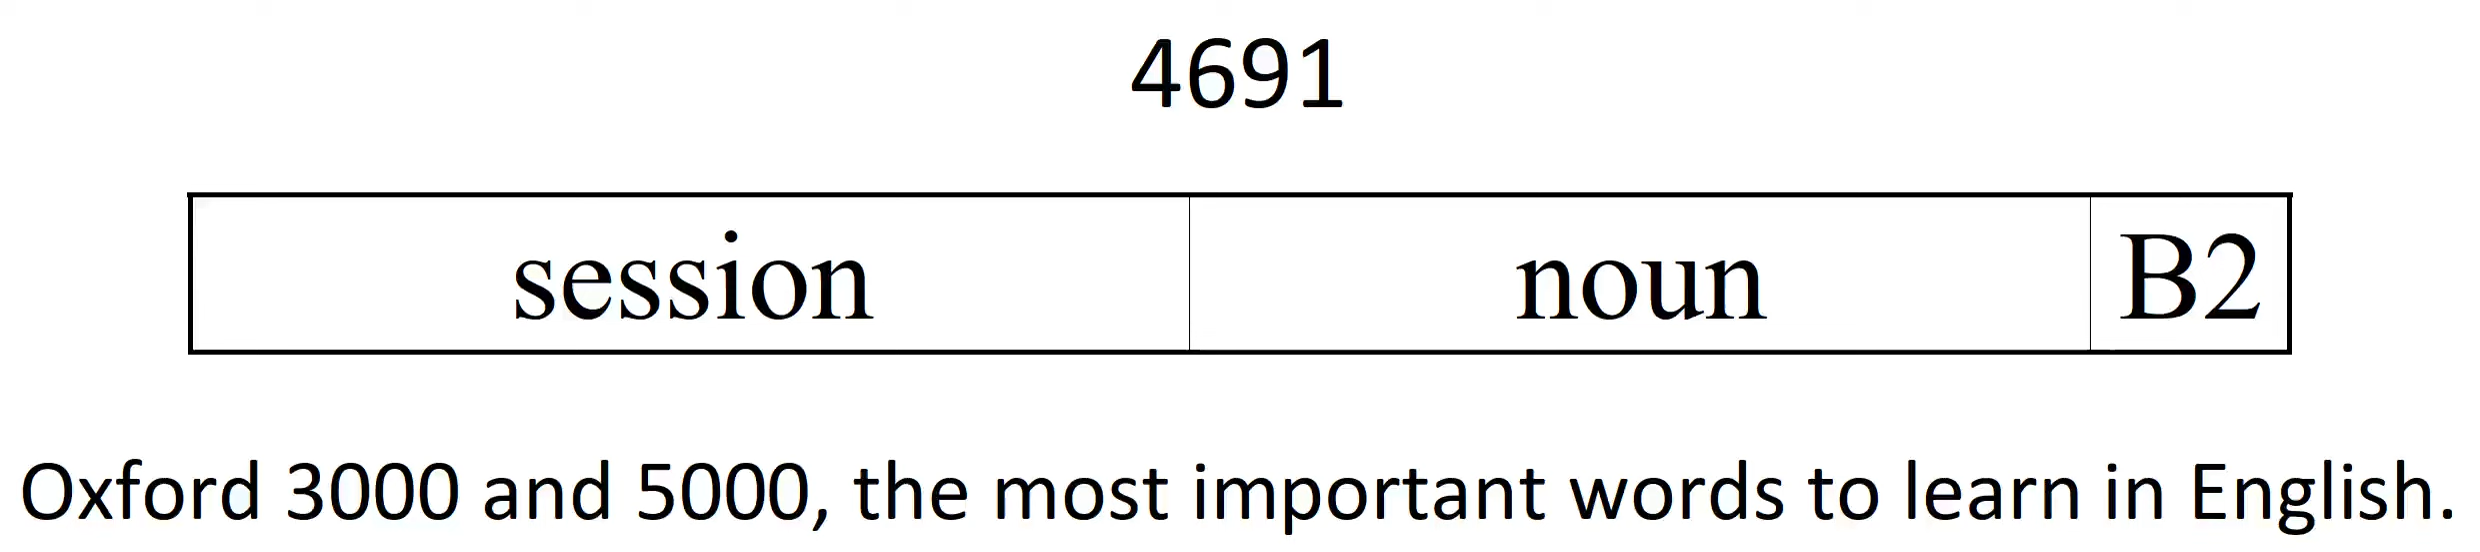 4691
session noun B2
Oxford 3000 and 5000, the most important words to learn in English.